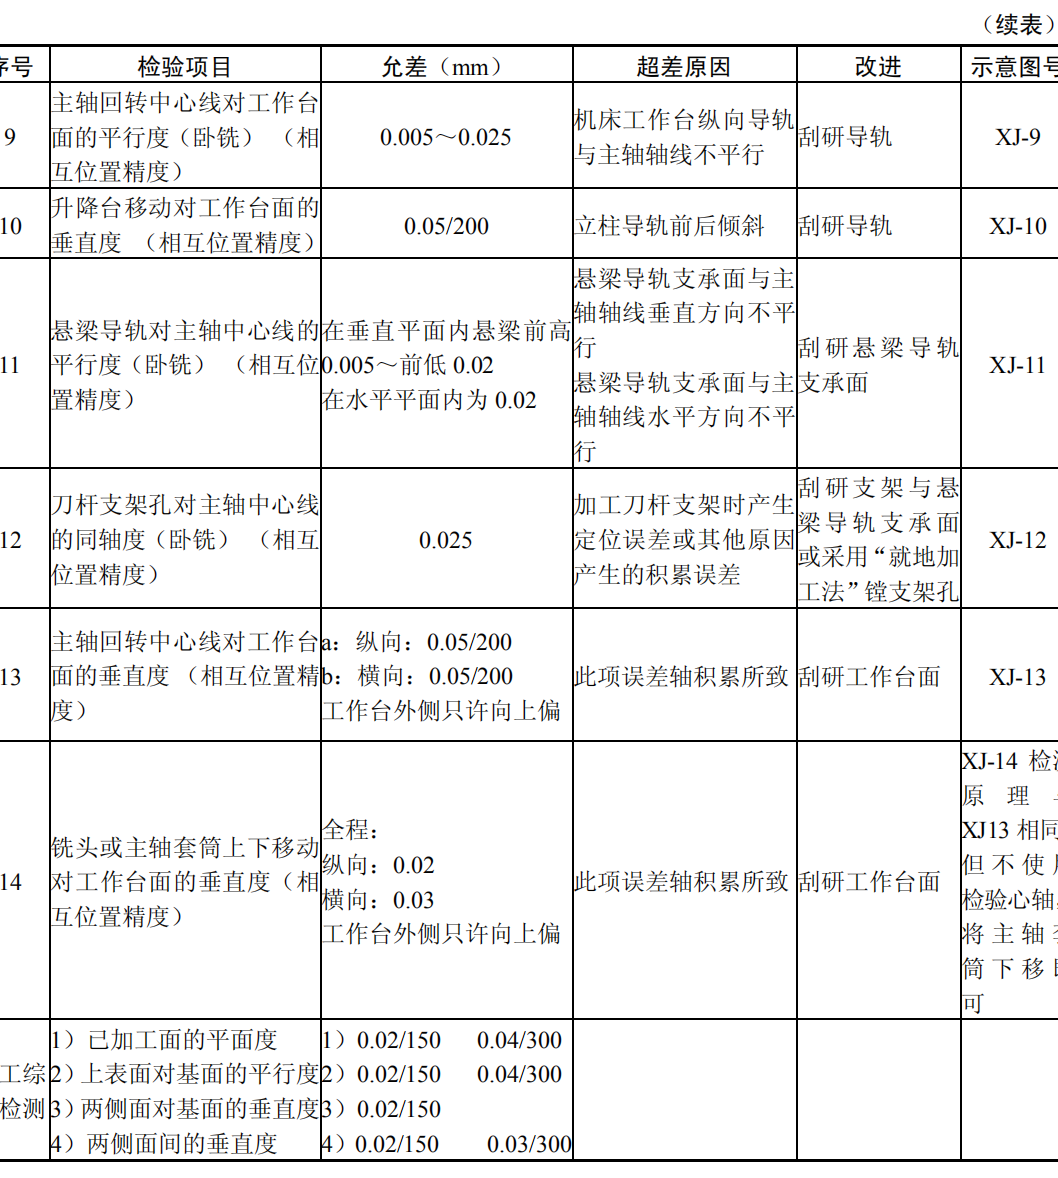 （续表）
序号 检验项目 允差（mm） 超差原因 改进 示意图号
9
主轴回转中心线对工作台
面的平行度（卧铣）（相
互位置精度）
0.005～0.025
机床工作台纵向导轨
与主轴轴线不平行
刮研导轨
XJ-9
10
升降台移动对工作台面的
垂直度 （相互位置精度）
0.05/200
立柱导轨前后倾斜
刮研导轨
XJ-10
11
悬梁导轨对主轴中心线的
平行度（卧铣）（相互位
置精度）
在垂直平面内悬梁前高
0.005～前低 0.02
在水平平面内为 0.02
悬梁导轨支承面与主
轴轴线垂直方向不平
行
悬梁导轨支承面与主
轴轴线水平方向不平
行
刮研悬梁导轨
支承面
XJ-11
12
刀杆支架孔对主轴中心线
的同轴度（卧铣）（相互
位置精度）
0.025
加工刀杆支架时产生
定位误差或其他原因
产生的积累误差
刮研支架与悬
梁导轨支承面
或采用“就地加
工法”镗支架孔
XJ-12
13
主轴回转中心线对工作台
面的垂直度 （相互位置精
度）
a：纵向：0.05/200
b：横向：0.05/200
工作台外侧只许向上偏
此项误差轴积累所致
刮研工作台面
XJ-13
14
铣头或主轴套筒上下移动
对工作台面的垂直度（相
互位置精度）
全程：
纵向：0.02
横向：0.03
工作台外侧只许向上偏
此项误差轴积累所致
刮研工作台面
XJ-14 检测
原理
XJ13 相同
但不使用
检验心轴
将主轴套
筒下移即
可
工综
检测
1）已加工面的平面度
2）上表面对基面的平行度
3）两侧面对基面的垂直度
4）两侧面间的垂直度
1）0.02/150 0.04/300
2）0.02/150 0.04/300
3）0.02/150
4）0.02/150 0.03/300